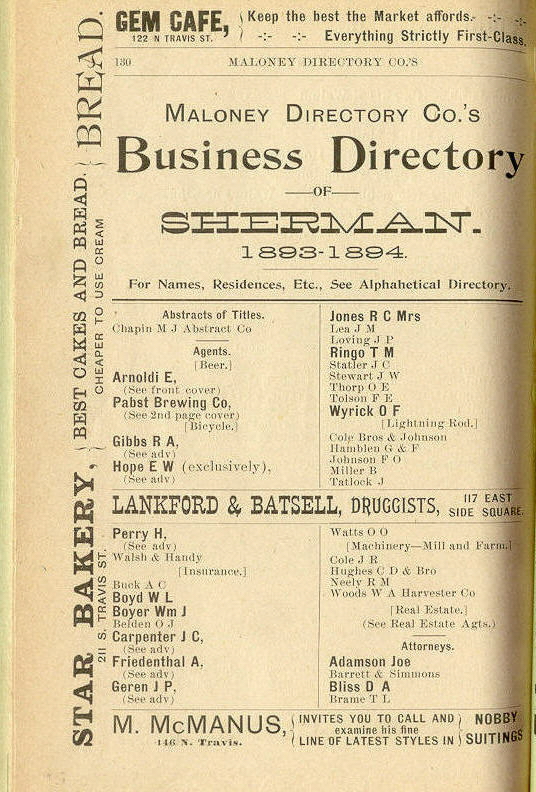 GEM CAFE, Keep the best the Market affords. -:- -:-
122 N TRAVIS ST. -:- -:- Everything Strictly First-Class.
130 MALONEY DIRECTORY CO.'S
MALONEY DIRECTORY CO.'S
Business Directory
—OF—
SHERMAN.
1893-1894.
For Names, Residences, Etc., See Alphahetical Directory.
Abstracts of Titles.
Chapin M J Abstract Co
Agents.
[Beer.]
Arnoldi E,
(See front cover)
Pabst Brewing Co,
(See 2nd page cover)
[Bicycle.]
Gibbs R A,
(See adv)
Hope E W (exclusively),
(See adv)
Jones R C Mrs
Lea J M
Loving J P
Ringo T M
Statler J C
Stewart J W
Thorp O E
Tolson F E
Wyrick O F
[Lightning Rod.]
Cole Bros & Johnson
Hamblen G & F
Johnson F O
Miller B
Tatlock J
LANKFORD & BATSELL, DRUGGISTS, 117 EAST
SIDE SQUARE.
Perry H,
(See adv)
Walsh & Handy
[Insurance.]
Buck A C
Boyd W L
Boyer Wm J
Belden O J
Carpenter J C,
(See adv)
Friedenthal A,
(See adv)
Geren J P,
(See adv)
Watts O O
[Machinery—Mill and Farm.]
Cole J R
Hughes C D & Bro
Neely R M
Woods W A Harvester Co
[Real Estate.]
(See Real Estate Agts.)
Attorneys.
Adamson Joe
Barrett & Simmons
Bliss D A
Brame T L
M. McMANUS, INVITES YOU TO CALL AND NOBBY
146 N. Travis. examine his fine
LINE OF LATEST STYLES IN SUITINGS
STAR BAKERY, BEST CAKES AND BREAD. BREAD.
211 S. TRAVIS ST. CHEAPER TO USE CREAM